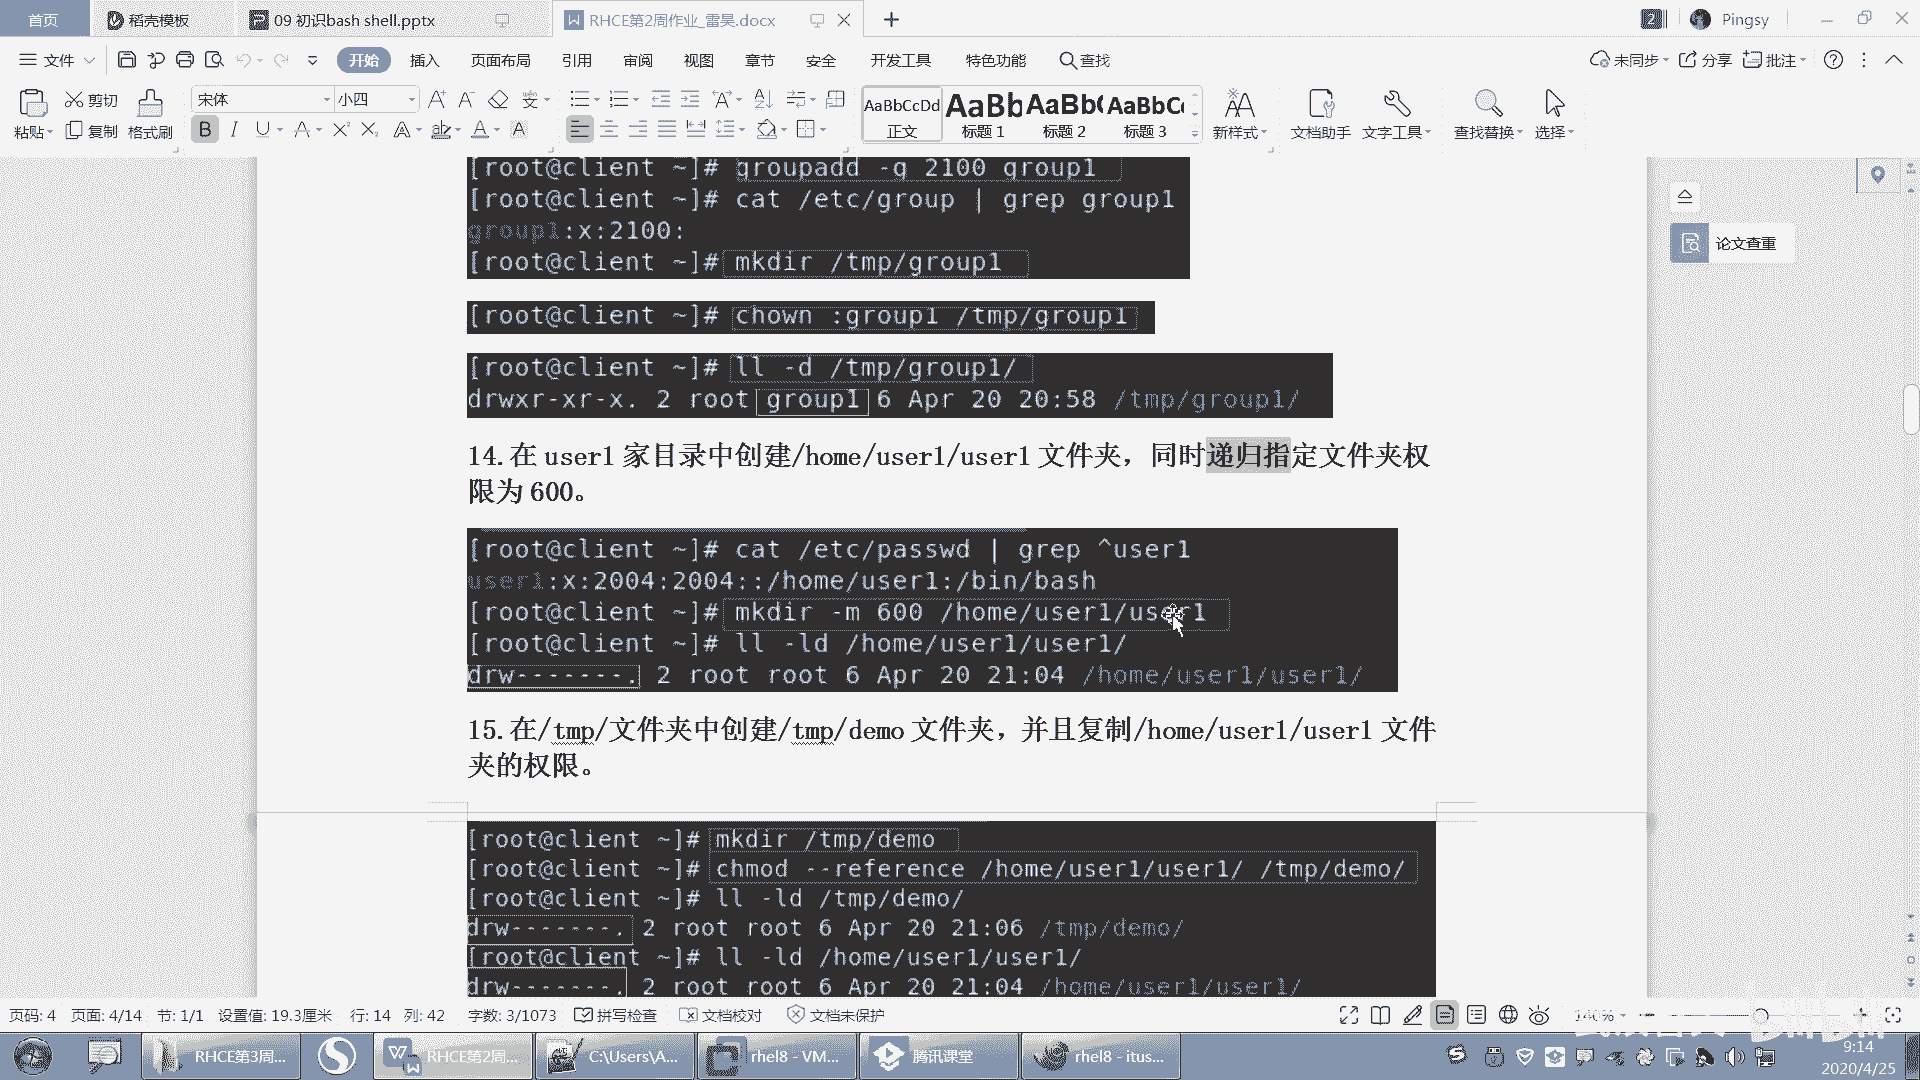 首页
稻壳模板
09 初识bash shell.pptx
RHCE第2周作业_雷昊.docx
2
Pingsy
文件
开始 插入 页面布局 引用 审阅 视图 章节 安全 开发工具 特色功能 查找
未同步 分享 批注
粘贴 剪切 复制 格式刷
宋体 小四
AaBbCcDd 正文
AaBb 标题 1
AaBb( 标题 2
AaBbC 标题 3
新样式 文档助手 文字工具 查找替换 选择
论文查重
[root@client ~]# groupadd -g 2100 group1
[root@client ~]# cat /etc/group | grep group1
group1:x:2100:
[root@client ~]# mkdir /tmp/group1
[root@client ~]# chown :group1 /tmp/group1
[root@client ~]# ll -d /tmp/group1/
drwxr-xr-x. 2 root group1 6 Apr 20 20:58 /tmp/group1/
14.在 user1 家目录中创建/home/user1/user1 文件夹，同时递归指定文件夹权
限为 600。
[root@client ~]# cat /etc/passwd | grep ^user1
user1:x:2004:2004::/home/user1:/bin/bash
[root@client ~]# mkdir -m 600 /home/user1/user1
[root@client ~]# ll -ld /home/user1/user1/
drw-------. 2 root root 6 Apr 20 21:04 /home/user1/user1/
15.在/tmp/文件夹中创建/tmp/demo 文件夹，并且复制/home/user1/user1 文件
夹的权限。
[root@client ~]# mkdir /tmp/demo
[root@client ~]# chmod --reference /home/user1/user1/ /tmp/demo/
[root@client ~]# ll -ld /tmp/demo/
drw-------. 2 root root 6 Apr 20 21:06 /tmp/demo/
[root@client ~]# ll -ld /home/user1/user1/
drw-------. 2 root root 6 Apr 20 21:04 /home/user1/user1/
页码: 4 页面: 4/14 节: 1/1 设置值: 19.3厘米 行: 14 列: 42 字数: 3/1073 拼写检查 文档校对 文档未保护
140%
RHCE第3周...
RHCE第2周...
C:\Users\A...
rhel8 - VM...
腾讯课堂
rhel8 - itus...
9:14
2020/4/25